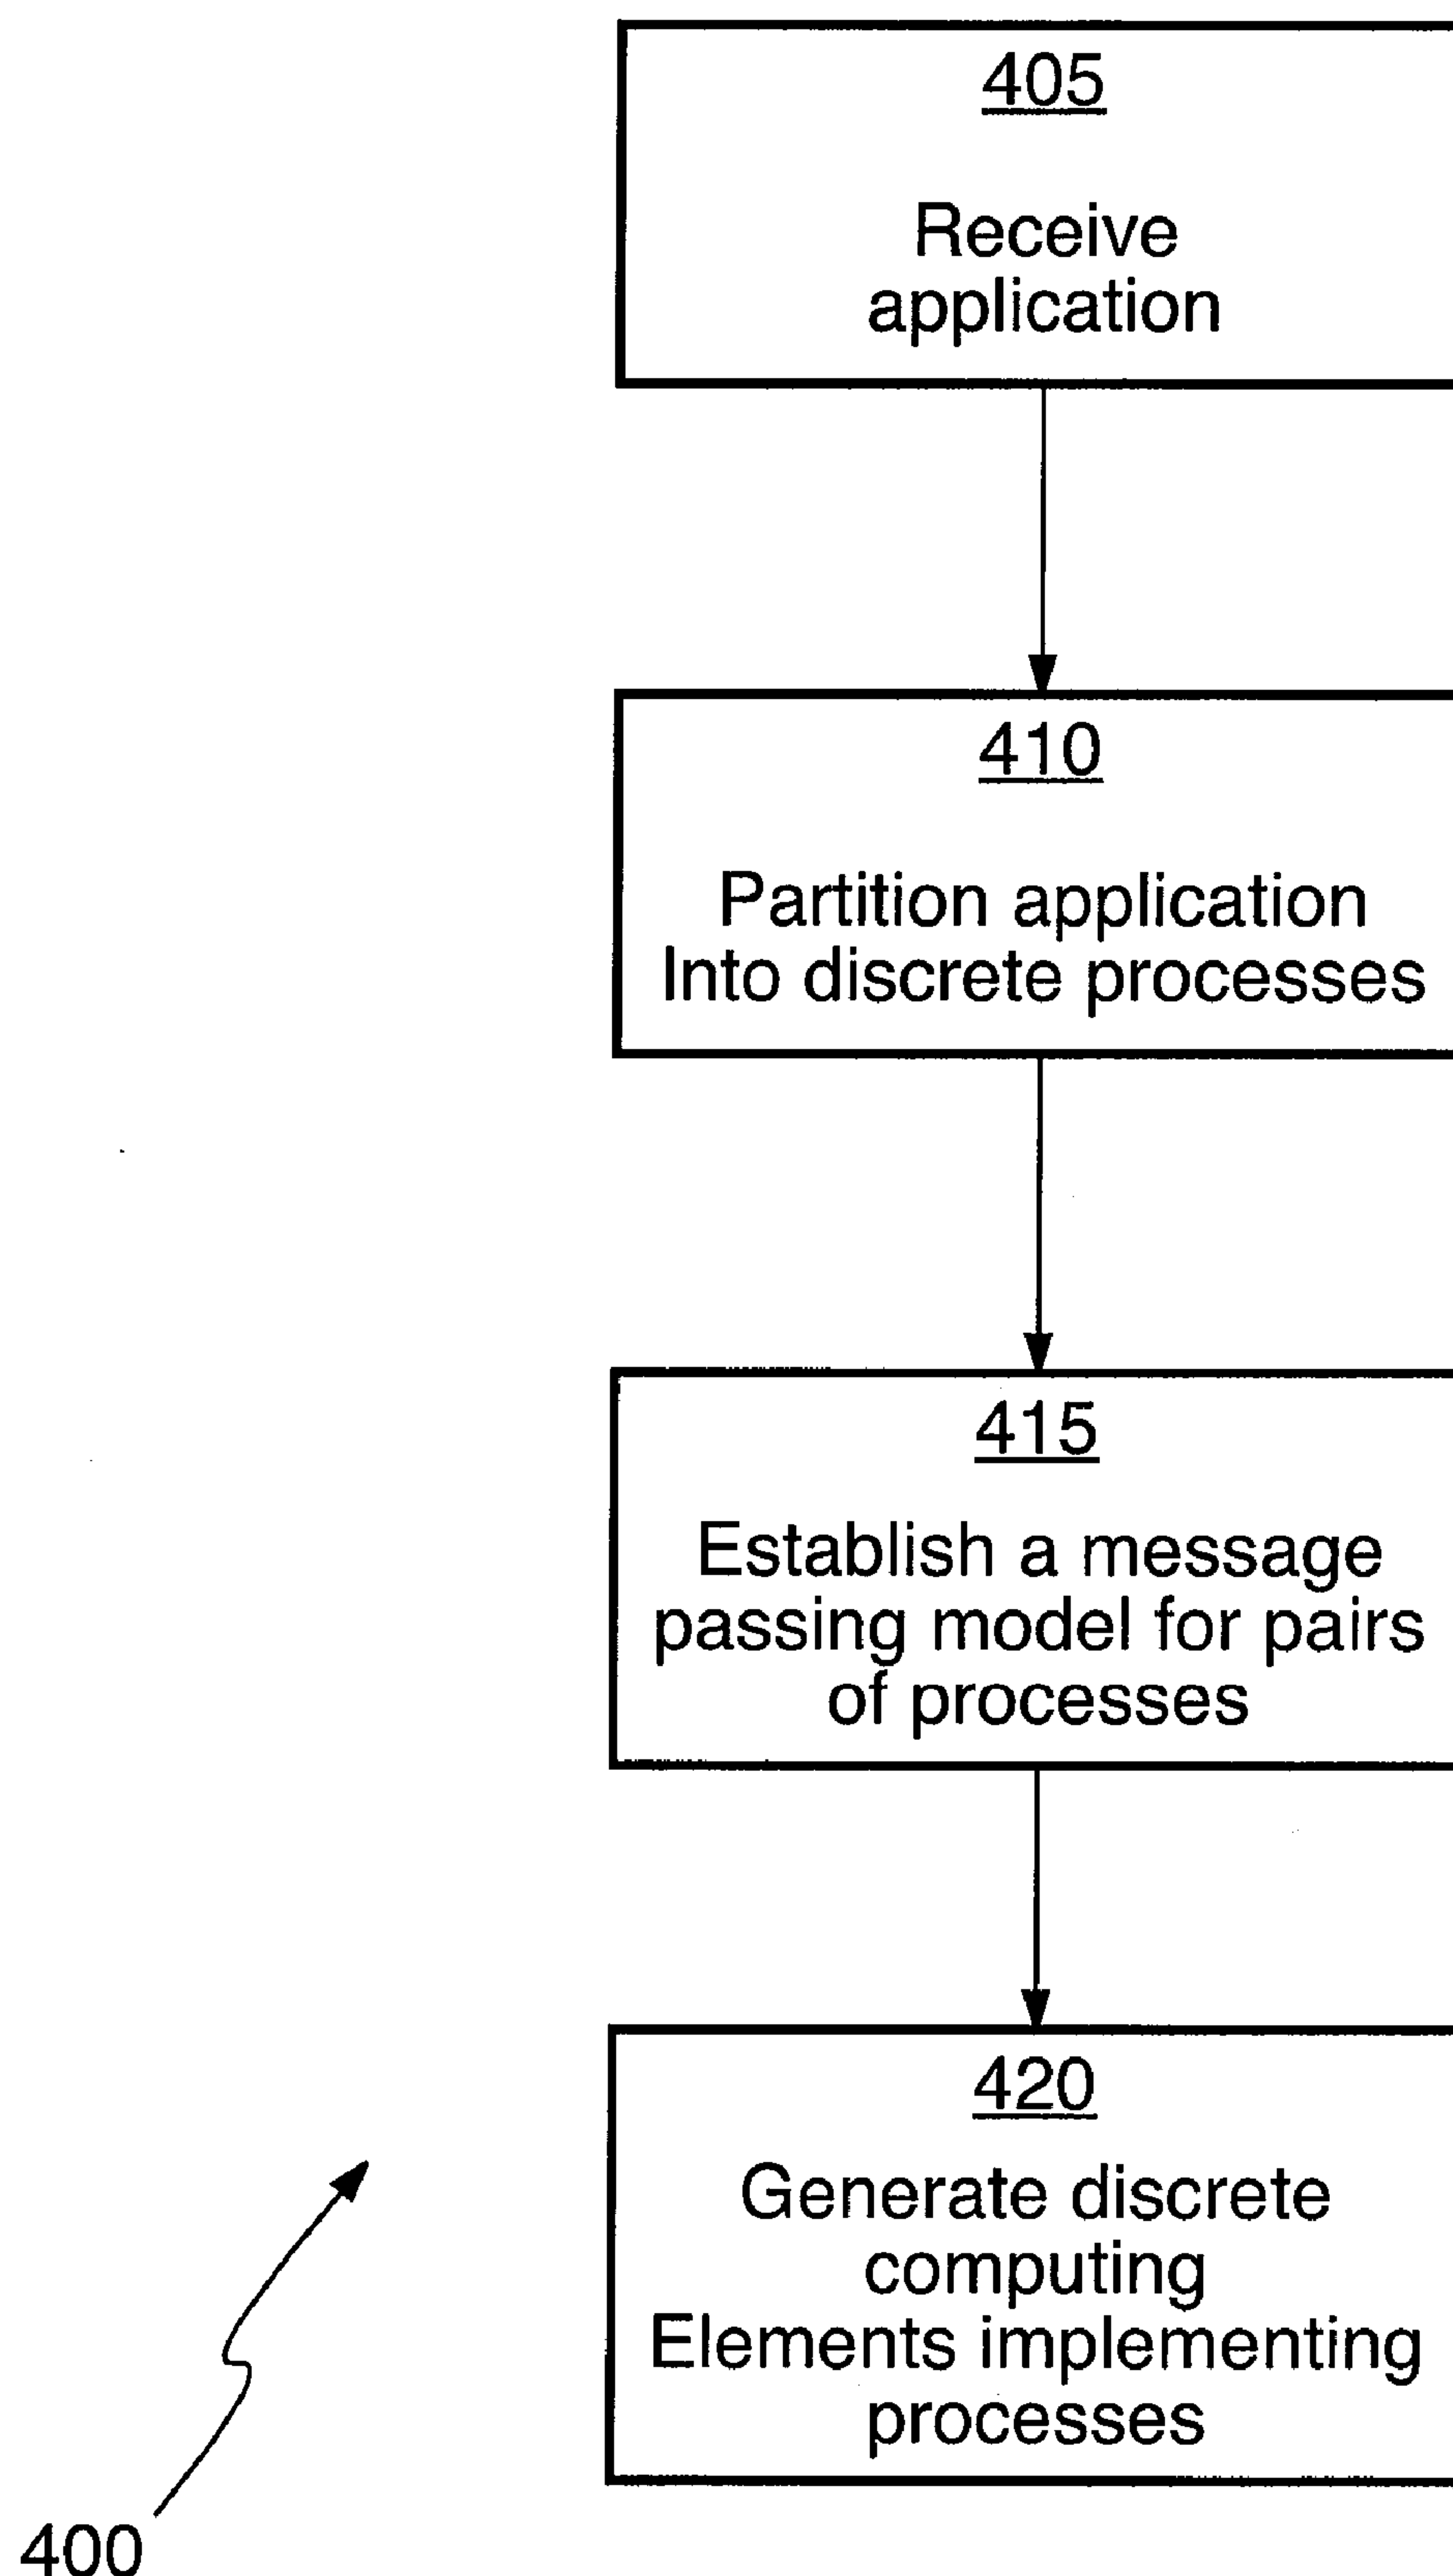 405
Receive
application
410
Partition application
Into discrete processes
415
Establish a message
passing model for pairs
of processes
420
Generate discrete
computing
Elements implementing
processes
400